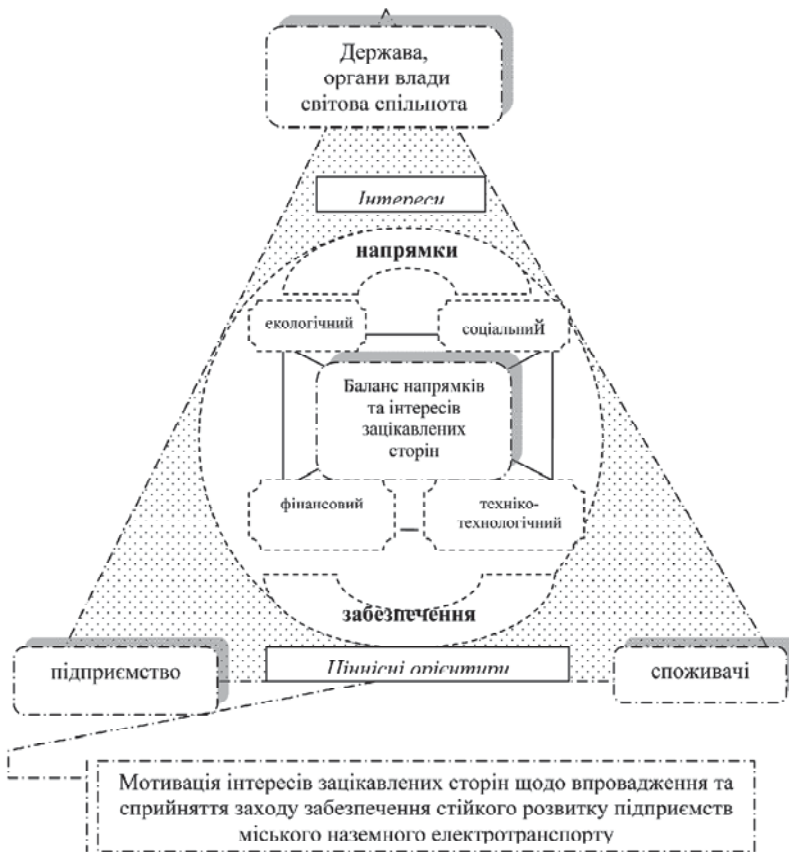 Держава,
органи влади
світова спільнота
Інтереси
напрямки
екологічний
соціальниЙ
Баланс напрямків
та інтересів
зацікавлених
сторін
фінансовий
техніко-
технологічний
забезпечення
підприємство
Ціннісні орієнтири
споживачі
Мотивація інтересів зацікавлених сторін щодо впровадження та
сприйняття заходу забезпечення стійкого розвитку підприємств
міського наземного електротранспорту